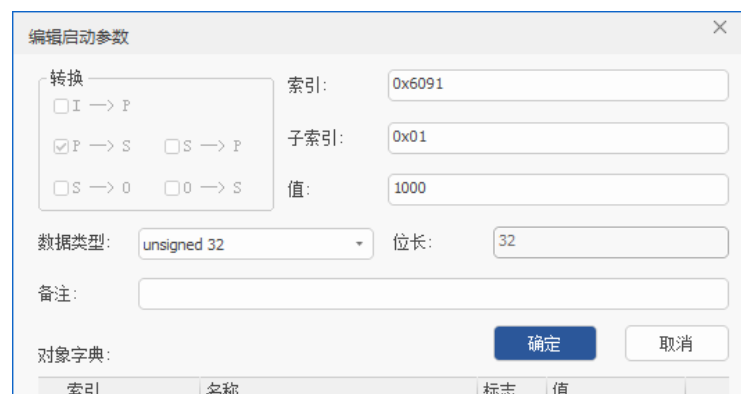 编辑启动参数
转换
I —> P
P —> S
S —> P
S —> O
O —> S
索引:
0x6091
子索引:
0x01
值:
1000
数据类型:
unsigned 32
位长:
32
备注:
确定
取消
对象字典:
索引
名称
标志
值